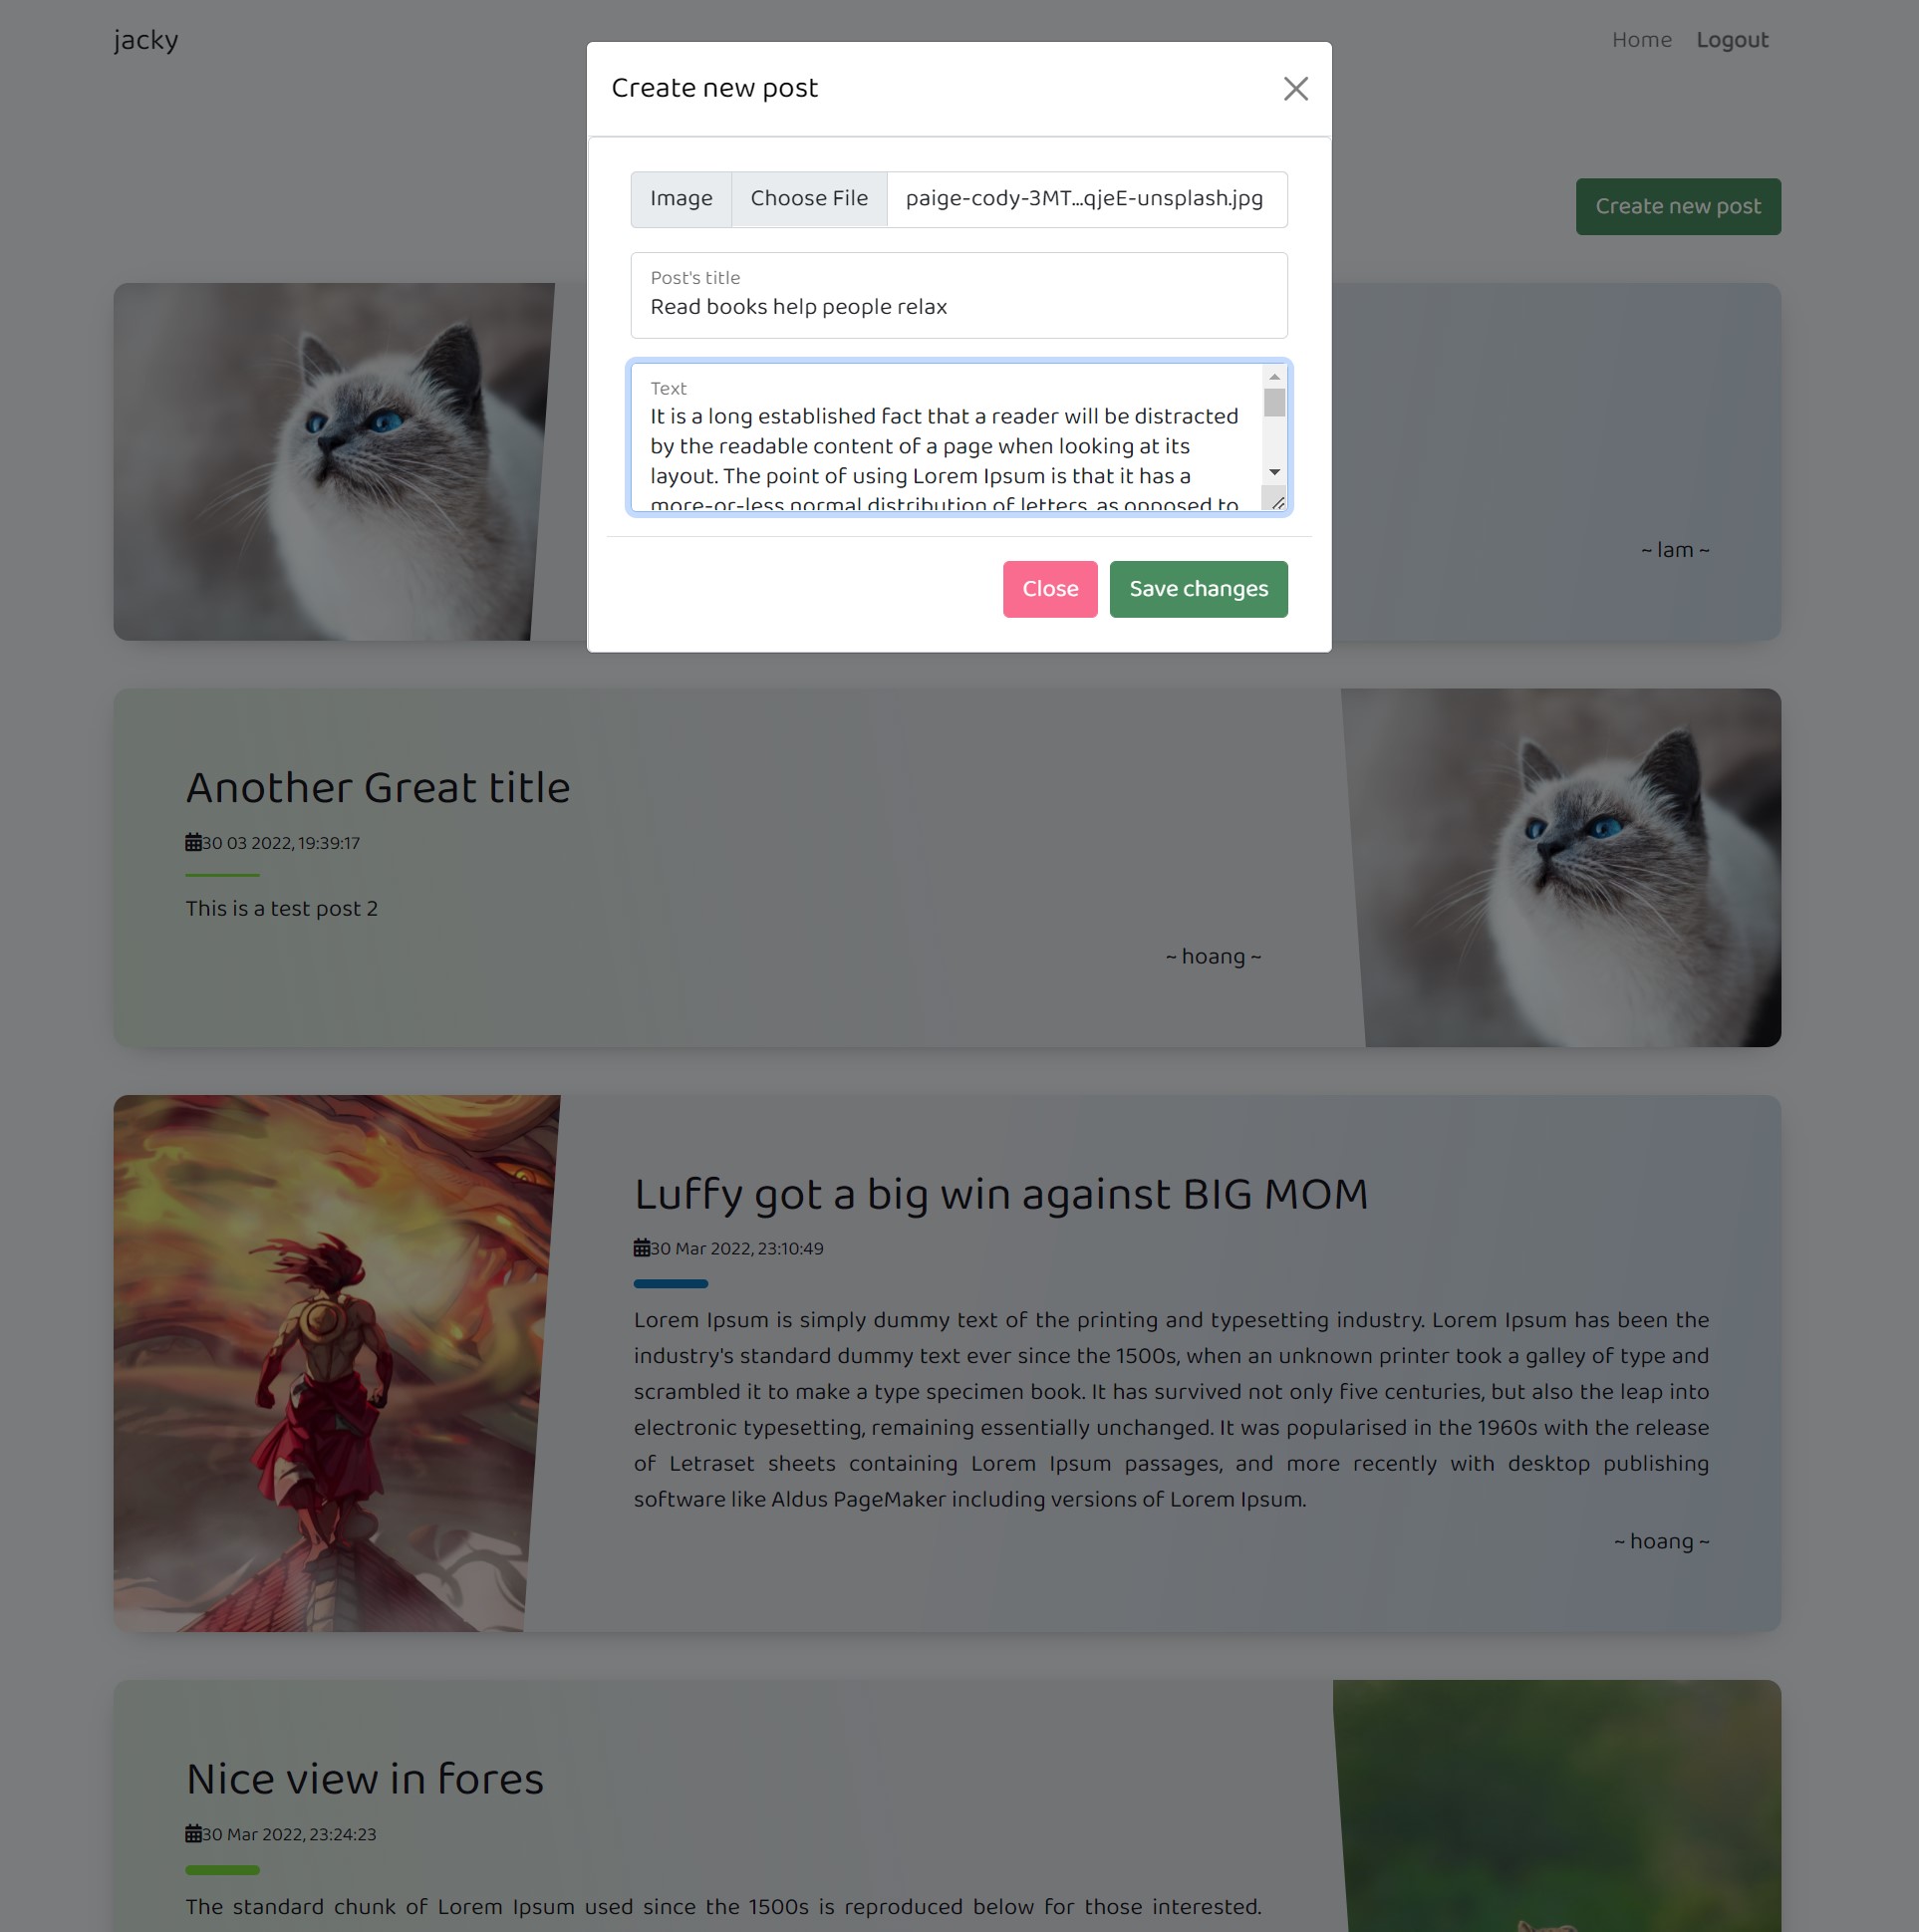 jacky
Home Logout
Create new post
Create new post
Image Choose File paige-cody-3MT...qjeE-unsplash.jpg
Post's title
Read books help people relax
Text
It is a long established fact that a reader will be distracted
by the readable content of a page when looking at its
layout. The point of using Lorem Ipsum is that it has a
more-or-less normal distribution of letters, as opposed to
Close Save changes
~ lam ~
Another Great title
30 03 2022, 19:39:17
This is a test post 2
~ hoang ~
Luffy got a big win against BIG MOM
30 Mar 2022, 23:10:49
Lorem Ipsum is simply dummy text of the printing and typesetting industry. Lorem Ipsum has been the
industry's standard dummy text ever since the 1500s, when an unknown printer took a galley of type and
scrambled it to make a type specimen book. It has survived not only five centuries, but also the leap into
electronic typesetting, remaining essentially unchanged. It was popularised in the 1960s with the release
of Letraset sheets containing Lorem Ipsum passages, and more recently with desktop publishing
software like Aldus PageMaker including versions of Lorem Ipsum.
~ hoang ~
Nice view in fores
30 Mar 2022, 23:24:23
The standard chunk of Lorem Ipsum used since the 1500s is reproduced below for those interested.